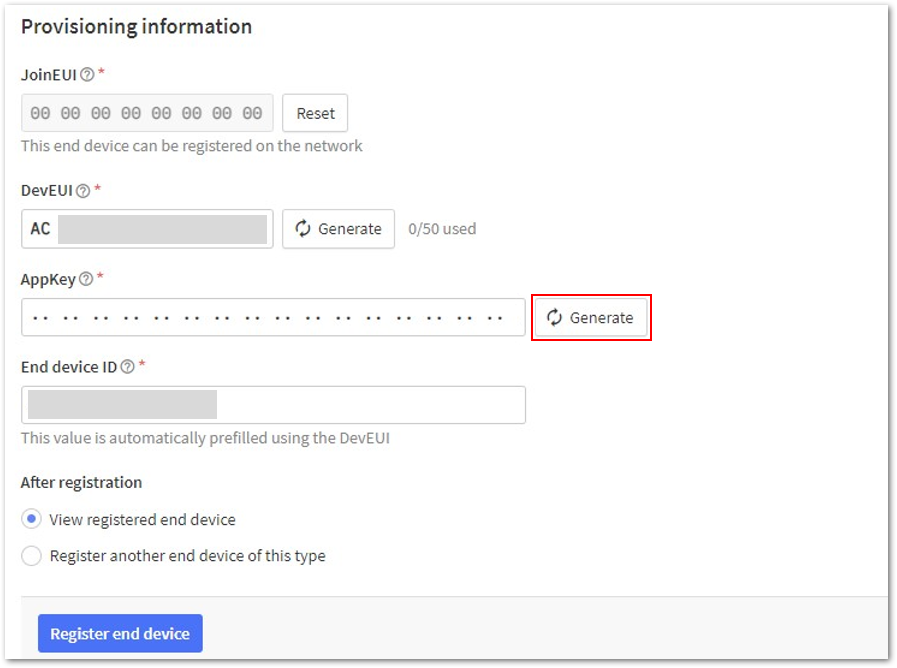 Provisioning information
JoinEUI ? *
00 00 00 00 00 00 00 00 Reset
This end device can be registered on the network
DevEUI ? *
AC Generate 0/50 used
AppKey ? *
·· ·· ·· ·· ·· ·· ·· ·· ·· ·· ·· ·· ·· ·· ·· ·· Generate
End device ID ? *
This value is automatically prefilled using the DevEUI
After registration
View registered end device
Register another end device of this type
Register end device